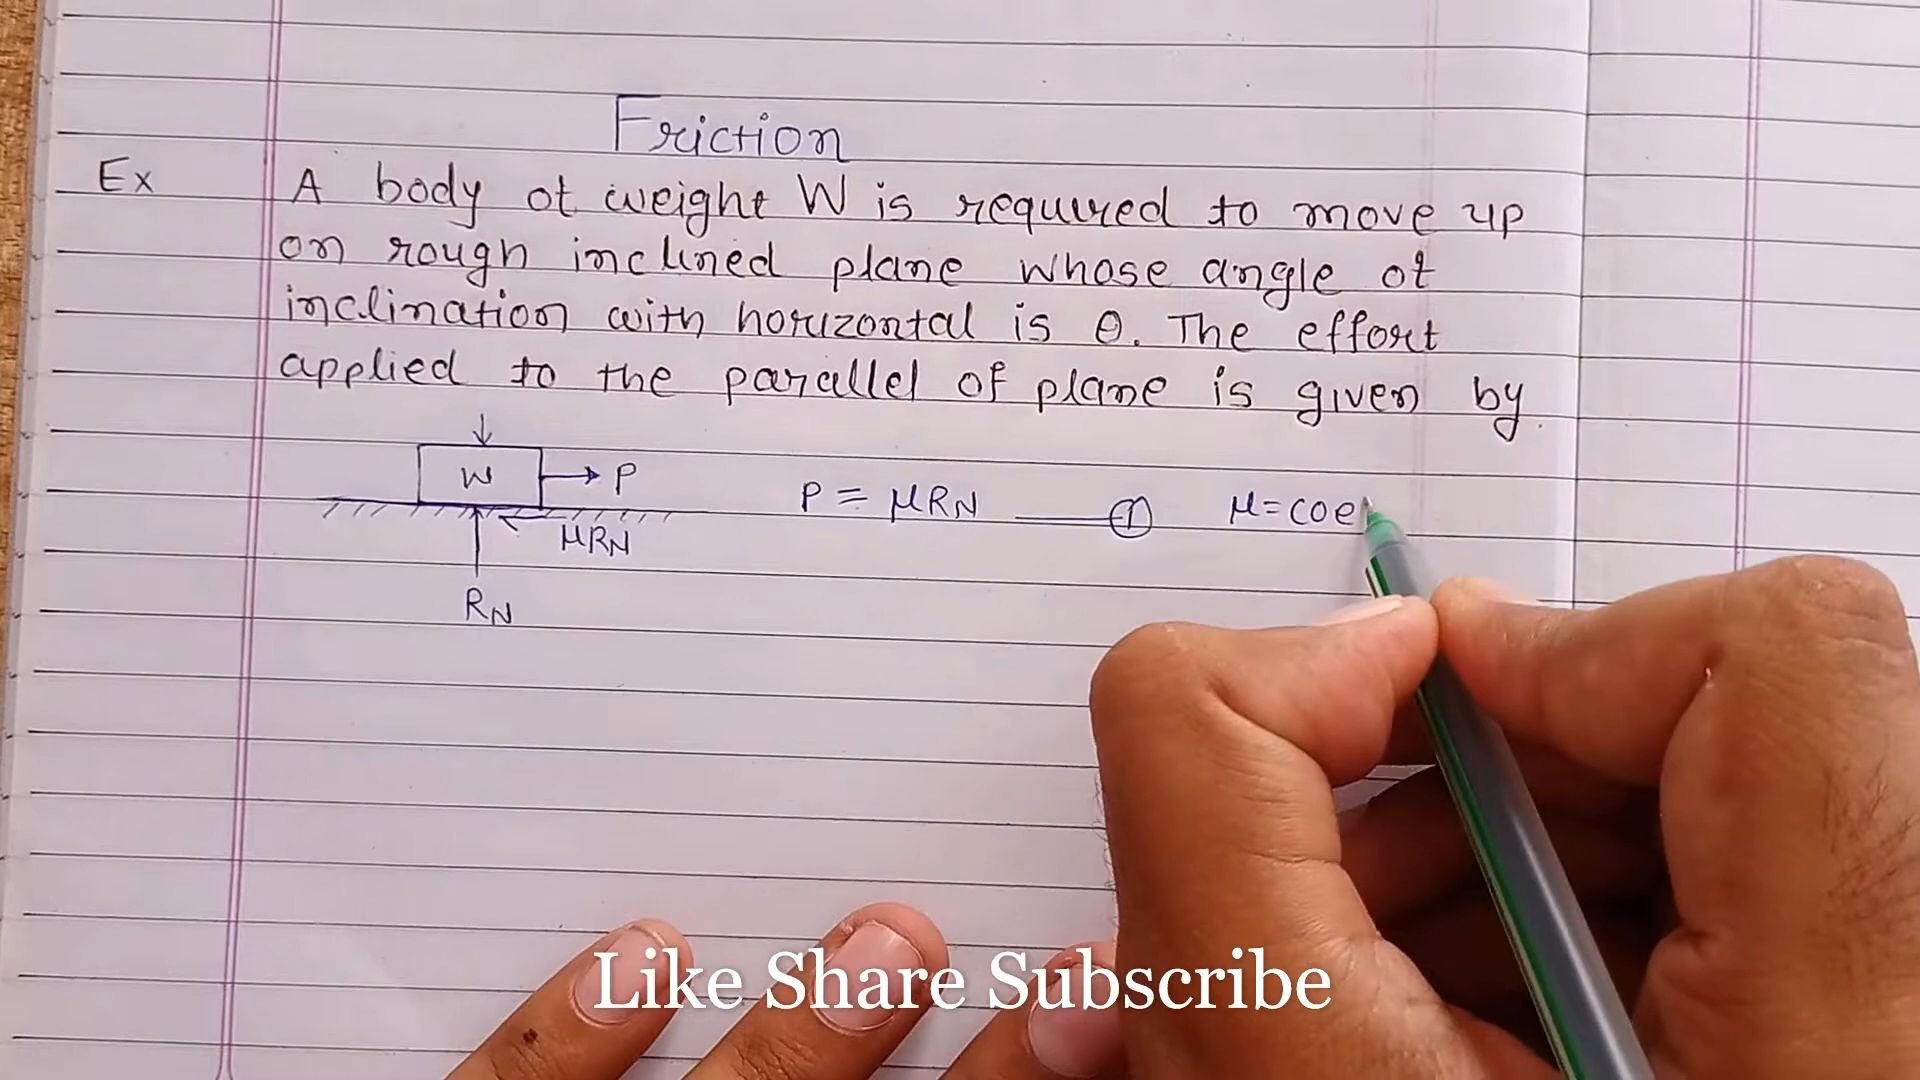 Friction
Ex A body of weight W is required to move up
on rough inclined plane whose angle of
inclination with horizontal is θ. The effort
applied to the parallel of plane is given by
W P P = μRN 1 μ=coe
μRN
RN
Like Share Subscribe